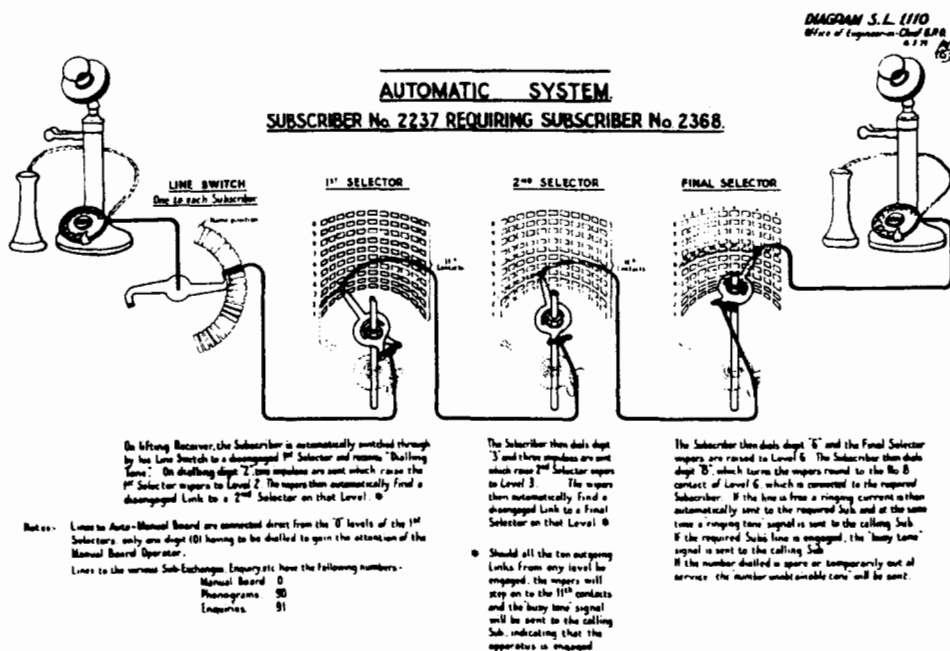 DIAGRAM S.L. 1110
Office of Engineer-in-Chief G.P.O.
AUTOMATIC SYSTEM.
SUBSCRIBER No. 2237 REQUIRING SUBSCRIBER No. 2368.
LINE SWITCH
One to each Subscriber
Home position
1ST SELECTOR
11th Contacts
2ND SELECTOR
11th Contacts
FINAL SELECTOR
On lifting Receiver, the Subscriber is automatically switched through
by his Line Switch to a disengaged 1st Selector and receives "Dialling
Tone". On dialling digit "2", two impulses are sent which raise the
1st Selector wipers to Level 2. The wipers then automatically find a
disengaged Link to a 2nd Selector on that Level. *
Notes:- Lines to Auto-Manual Board are connected direct from the "0" levels of the 1st
Selectors, only one digit (0) having to be dialled to gain the attention of the
Manual Board Operator.
Lines to the various Sub-Exchanges, Enquiry, etc have the following numbers:-
Manual Board 0
Phonograms. 90
Enquiries. 91
The Subscriber then dials digit
"3" and three impulses are sent
which raise 2nd Selector wipers
to Level 3. The wipers
then automatically find a
disengaged Link to a Final
Selector on that Level *
* Should all the ten outgoing
Links from any level be
engaged, the wipers will
step on to the 11th contacts
and the "busy tone" signal
will be sent to the calling
Sub, indicating that the
apparatus is engaged
The Subscriber then dials digit "6" and the Final Selector
wipers are raised to Level 6. The Subscriber then dials
digit "8", which turns the wipers round to the No 8
contact of Level 6, which is connected to the required
Subscriber. If the line is free a ringing current is then
automatically sent to the required Sub and at the same
time a "ringing tone" signal is sent to the calling Sub.
If the required Sub's line is engaged, the "busy tone"
signal is sent to the calling Sub
If the number dialled is spare or temporarily out of
service, the "number unobtainable tone" will be sent.